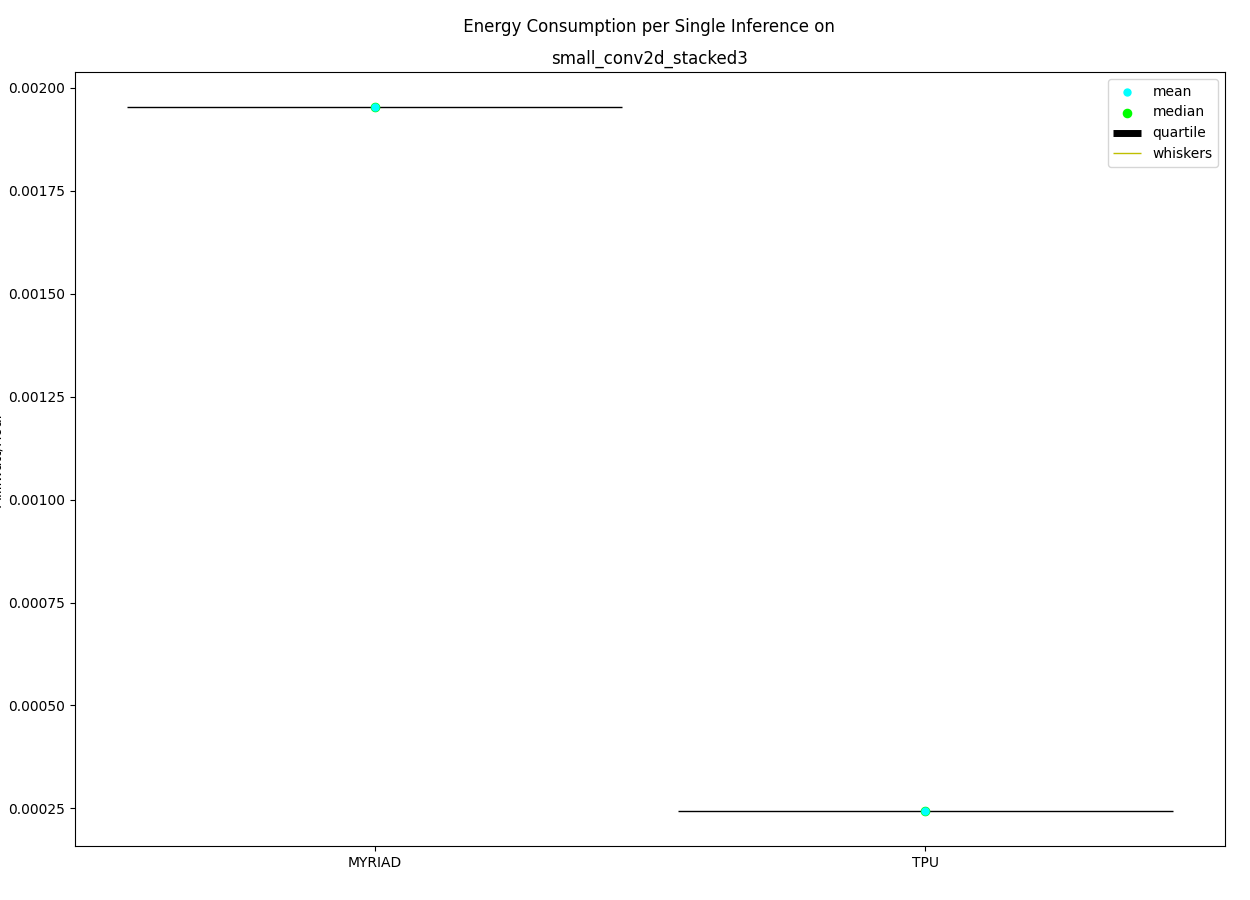 Energy Consumption per Single Inference on
small_conv2d_stacked3
0.00200
0.00175
0.00150
0.00125
0.00100
0.00075
0.00050
0.00025
MYRIAD
TPU
mean
median
quartile
whiskers